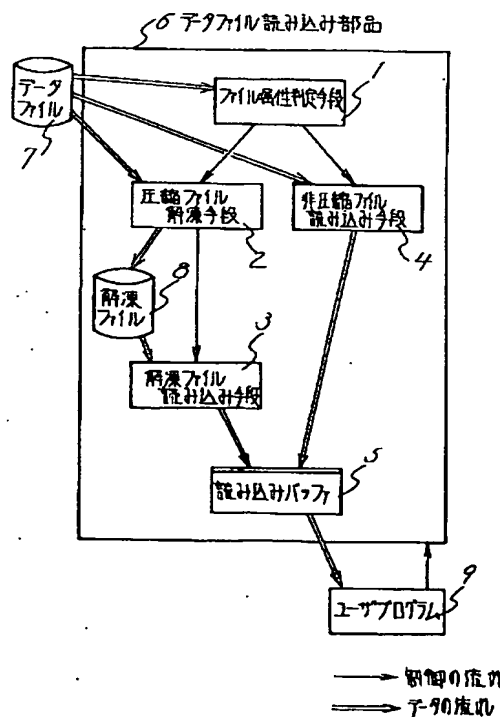 6 データファイル読み込み部品
データ
ファイル
7
1
ファイル属性判定手段
圧縮ファイル
解凍手段
2
非圧縮ファイル
読み込み手段
4
8
解凍
ファイル
3
解凍ファイル
読み込み手段
5
読み込みバッファ
9
ユーザプログラム
制御の流れ
データの流れ